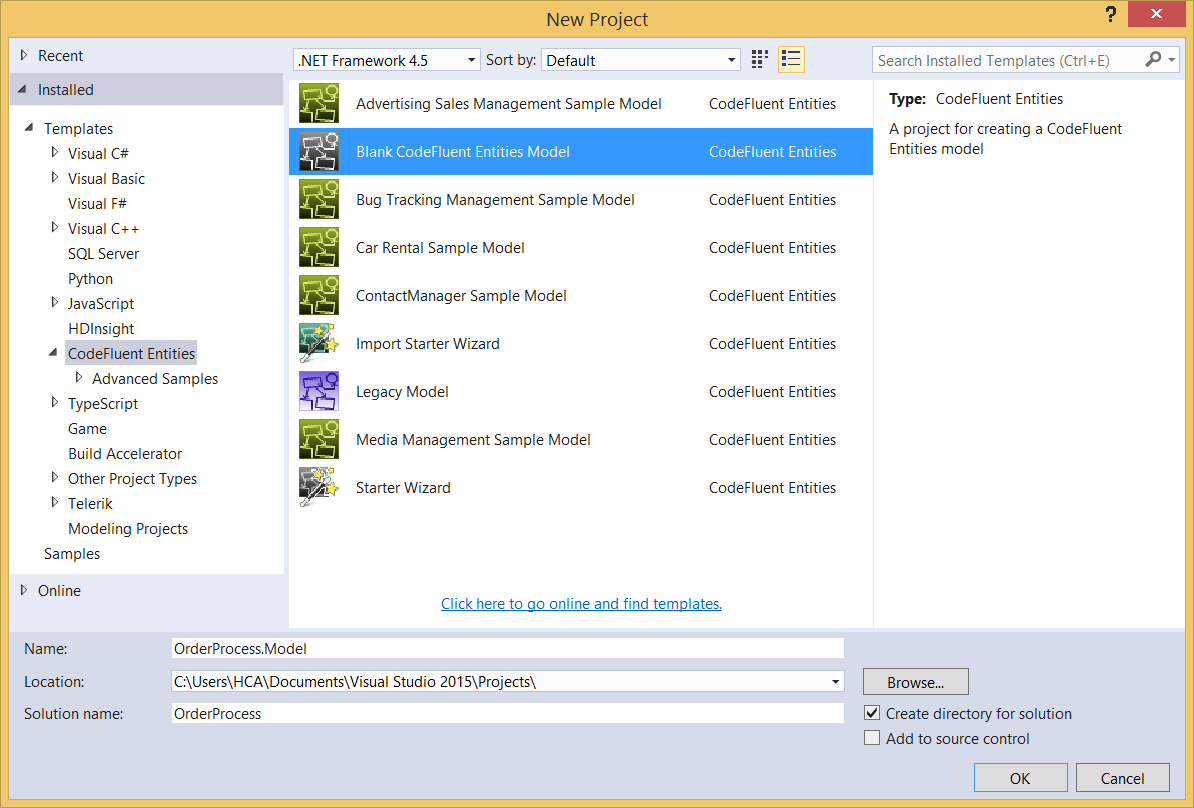 New Project
?
Recent
Installed
Templates
Visual C#
Visual Basic
Visual F#
Visual C++
SQL Server
Python
JavaScript
HDInsight
CodeFluent Entities
Advanced Samples
TypeScript
Game
Build Accelerator
Other Project Types
Telerik
Modeling Projects
Samples
Online
.NET Framework 4.5
Sort by: Default
Search Installed Templates (Ctrl+E)
Advertising Sales Management Sample Model CodeFluent Entities
Blank CodeFluent Entities Model CodeFluent Entities
Bug Tracking Management Sample Model CodeFluent Entities
Car Rental Sample Model CodeFluent Entities
ContactManager Sample Model CodeFluent Entities
Import Starter Wizard CodeFluent Entities
Legacy Model CodeFluent Entities
Media Management Sample Model CodeFluent Entities
Starter Wizard CodeFluent Entities
Click here to go online and find templates.
Type: CodeFluent Entities
A project for creating a CodeFluent
Entities model
Name: OrderProcess.Model
Location: C:\Users\HCA\Documents\Visual Studio 2015\Projects\
Browse...
Solution name: OrderProcess
Create directory for solution
Add to source control
OK
Cancel